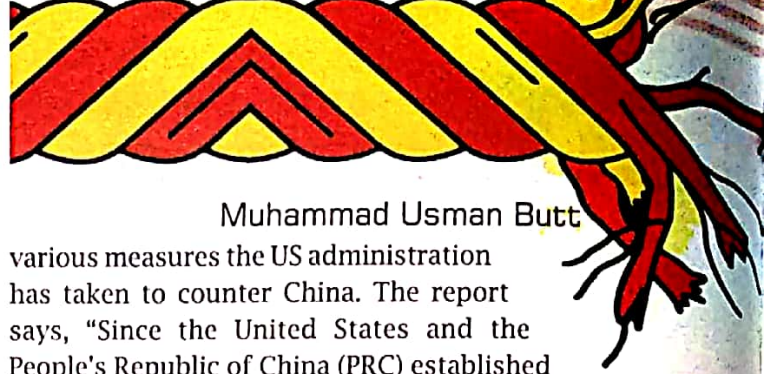 Muhammad Usman Butt
various measures the US administration
has taken to counter China. The report
says, “Since the United States and the
People's Republic of China (PRC) established